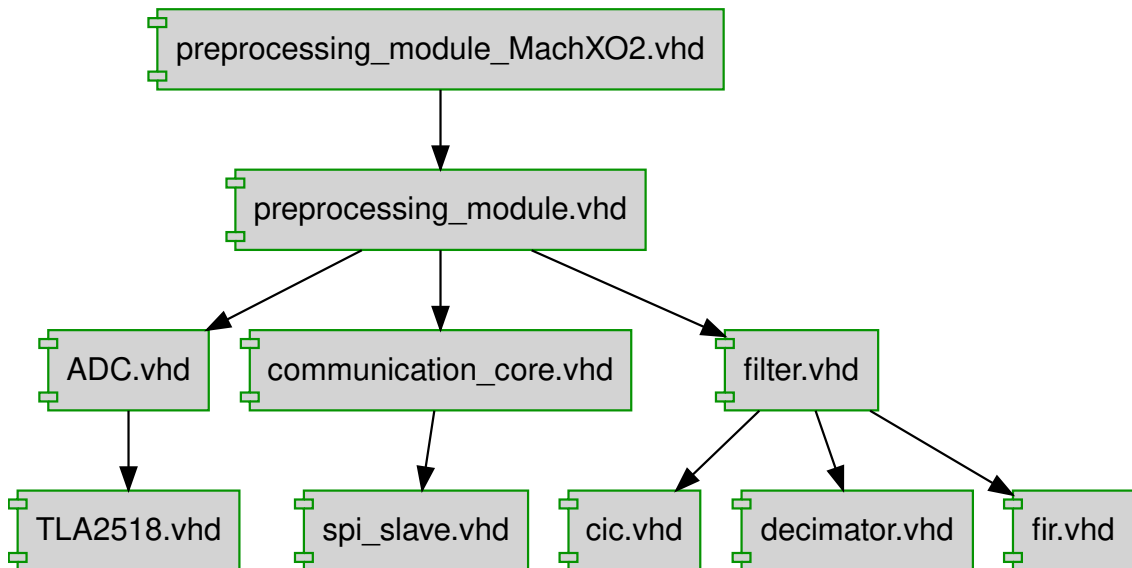 preprocessing_module_MachXO2.vhd
preprocessing_module.vhd
ADC.vhd
communication_core.vhd
filter.vhd
TLA2518.vhd
spi_slave.vhd
cic.vhd
decimator.vhd
fir.vhd